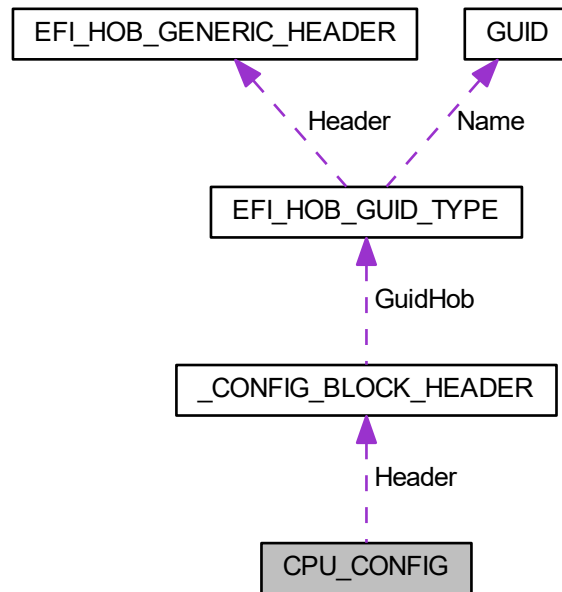 EFI_HOB_GENERIC_HEADER
GUID
Header
Name
EFI_HOB_GUID_TYPE
GuidHob
_CONFIG_BLOCK_HEADER
Header
CPU_CONFIG